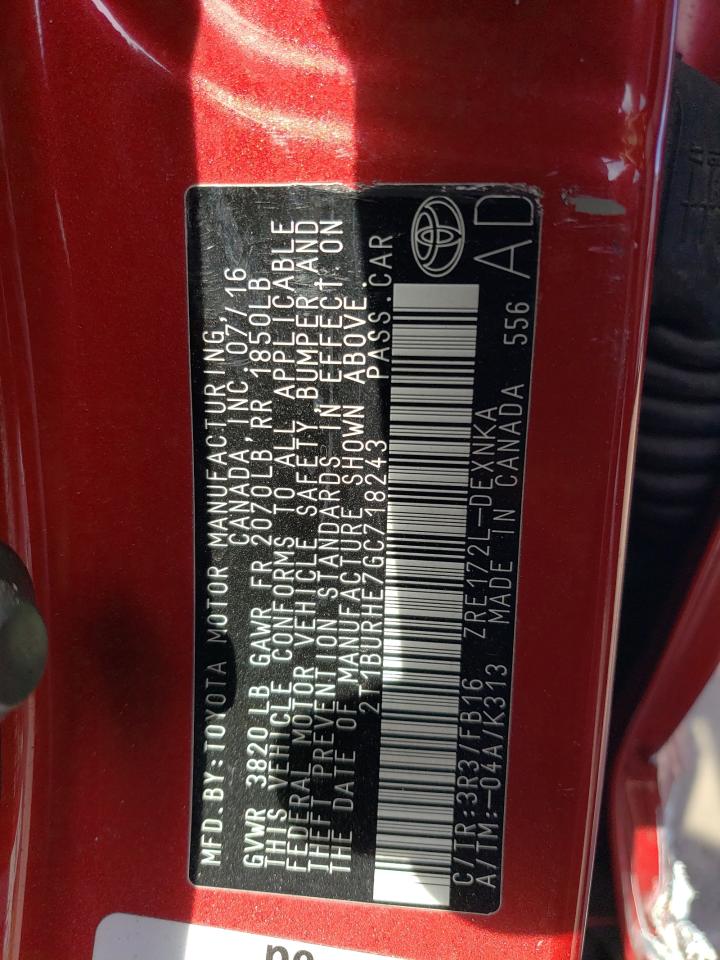 MFD. BY: TOYOTA MOTOR MANUFACTURING,
CANADA, INC. 07/16
GVWR 3820 LB GAWR FR 2070LB, RR 1850LB
THIS VEHICLE CONFORMS TO ALL APPLICABLE
FEDERAL MOTOR VEHICLE SAFETY, BUMPER AND
THEFT PREVENTION STANDARDS IN EFFECT ON
THE DATE OF MANUFACTURE SHOWN ABOVE.
2T1BURHE7GC718243 PASS.CAR
C/TR:3R3/FB16 ZRE172L-DEXNKA
A/TM:-04A/K313 MADE IN CANADA 556
AD